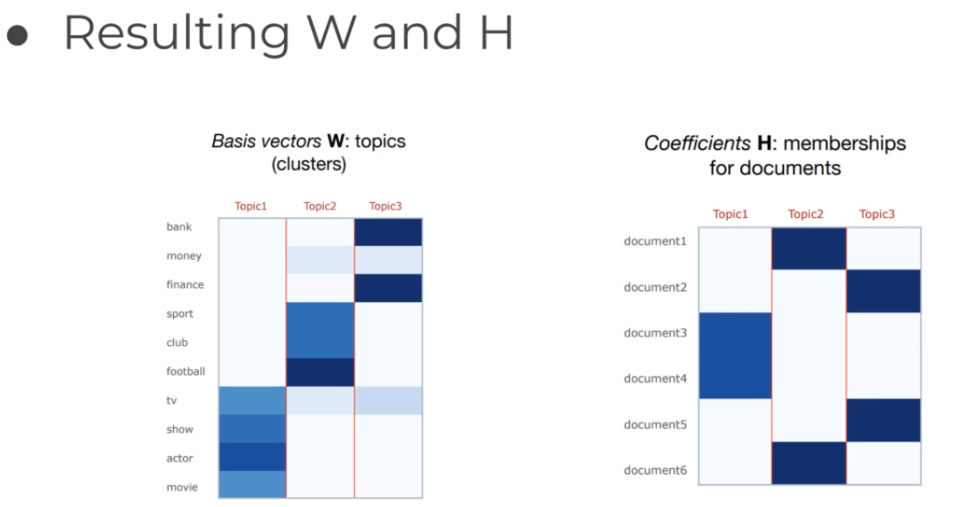 ● Resulting W and H
Basis vectors W: topics
(clusters)
Topic1 Topic2 Topic3
bank
money
finance
sport
club
football
tv
show
actor
movie
Coefficients H: memberships
for documents
Topic1 Topic2 Topic3
document1
document2
document3
document4
document5
document6